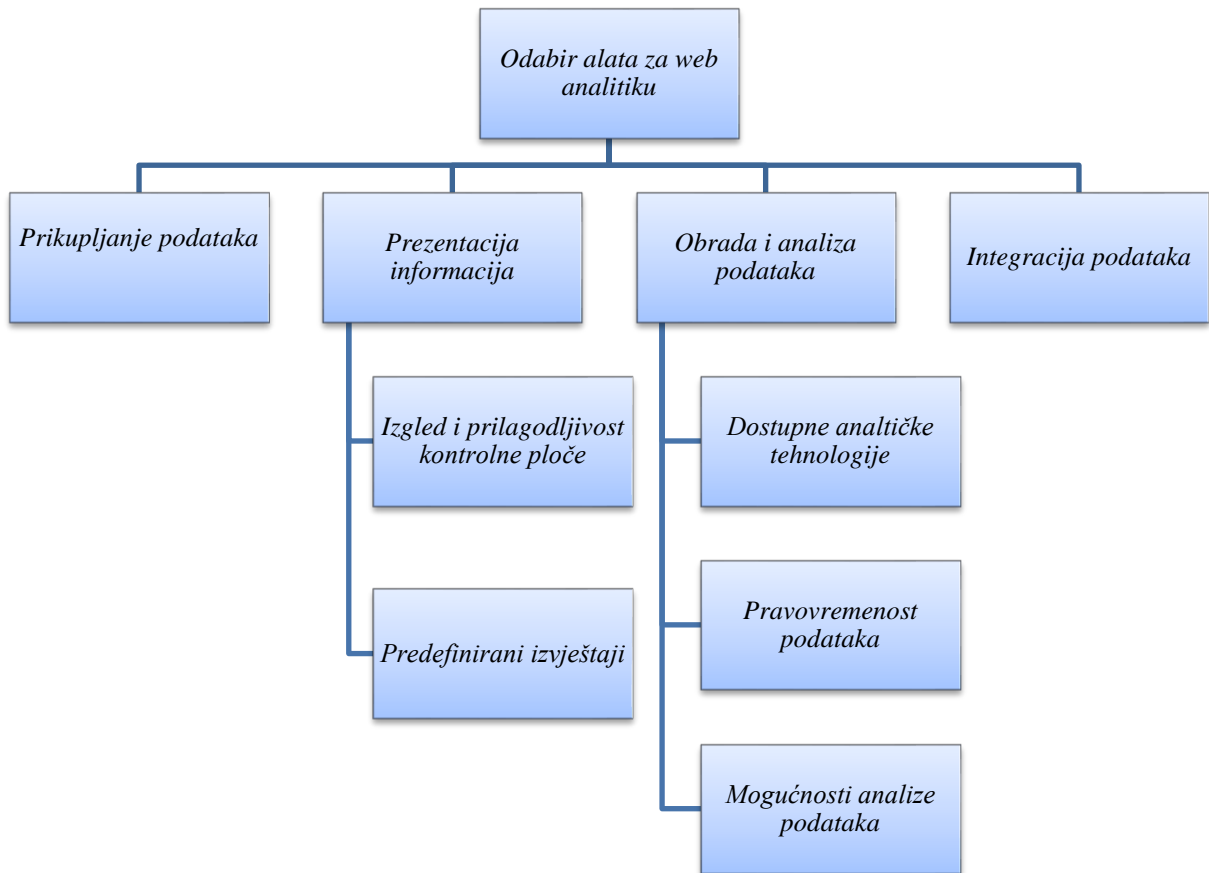 Odabir alata za web
analitiku
Prikupljanje podataka
Prezentacija
informacija
Obrada i analiza
podataka
Integracija podataka
Izgled i prilagodljivost
kontrolne ploče
Predefinirani izvještaji
Dostupne analtičke
tehnologije
Pravovremenost
podataka
Mogućnosti analize
podataka